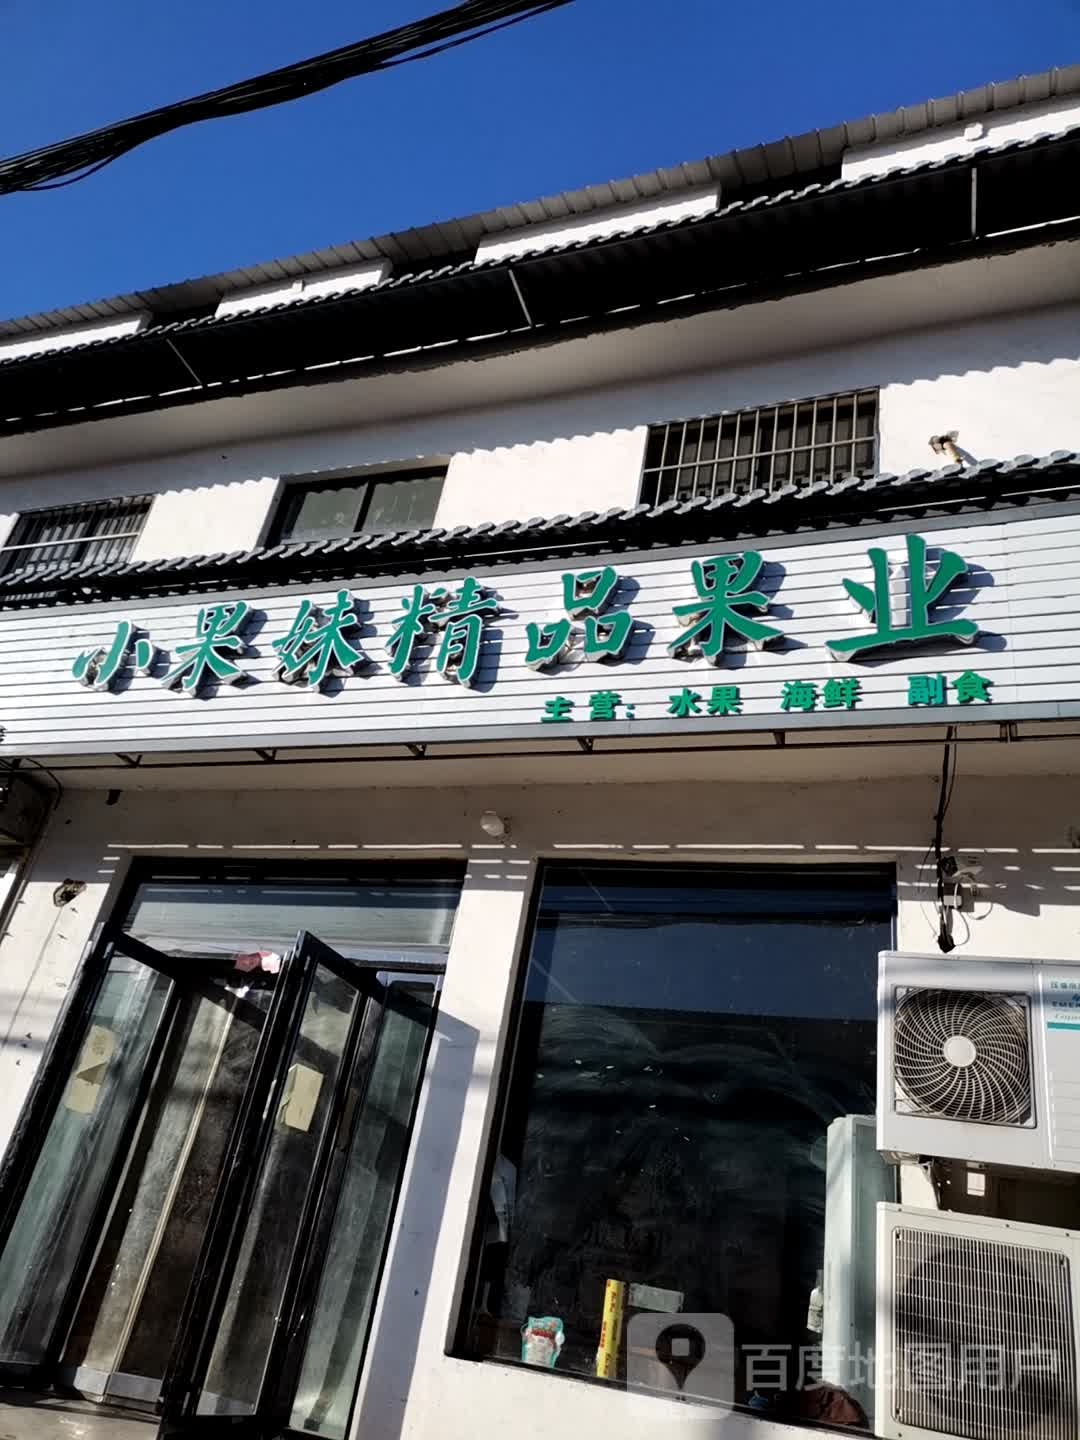 小果妹精品果业
主营：水果 海鲜 副食
百度地图用户